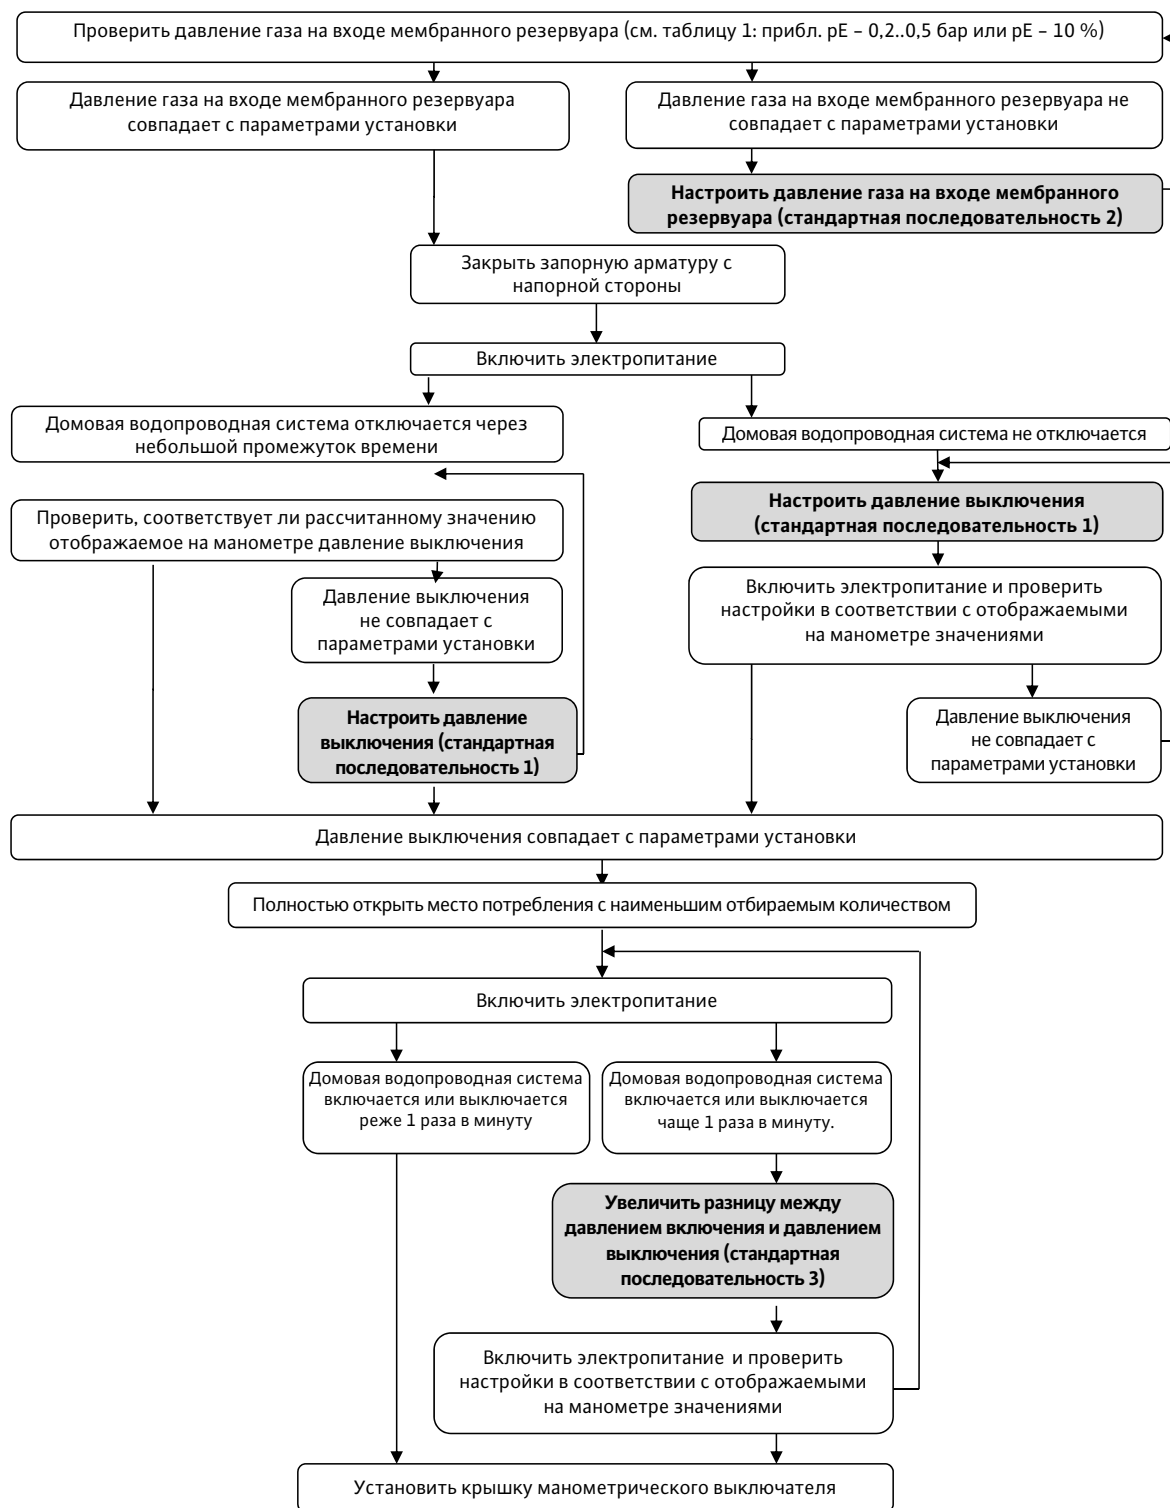 Проверить давление газа на входе мембранного резервуара (см. таблицу 1: прибл. pE – 0,2..0,5 бар или pE – 10 %)
Давление газа на входе мембранного резервуара
совпадает с параметрами установки
Давление газа на входе мембранного резервуара не
совпадает с параметрами установки
Настроить давление газа на входе мембранного
резервуара (стандартная последовательность 2)
Закрыть запорную арматуру с
напорной стороны
Включить электропитание
Домовая водопроводная система отключается через
небольшой промежуток времени
Домовая водопроводная система не отключается
Проверить, соответствует ли рассчитанному значению
отображаемое на манометре давление выключения
Настроить давление выключения
(стандартная последовательность 1)
Давление выключения
не совпадает с
параметрами установки
Включить электропитание и проверить
настройки в соответствии с отображаемыми
на манометре значениями
Настроить давление
выключения (стандартная
последовательность 1)
Давление выключения
не совпадает с
параметрами установки
Давление выключения совпадает с параметрами установки
Полностью открыть место потребления с наименьшим отбираемым количеством
Включить электропитание
Домовая водопроводная система
включается или выключается
реже 1 раза в минуту
Домовая водопроводная система
включается или выключается
чаще 1 раза в минуту.
Увеличить разницу между
давлением включения и давлением
выключения (стандартная
последовательность 3)
Включить электропитание и проверить
настройки в соответствии с отображаемыми
на манометре значениями
Установить крышку манометрического выключателя